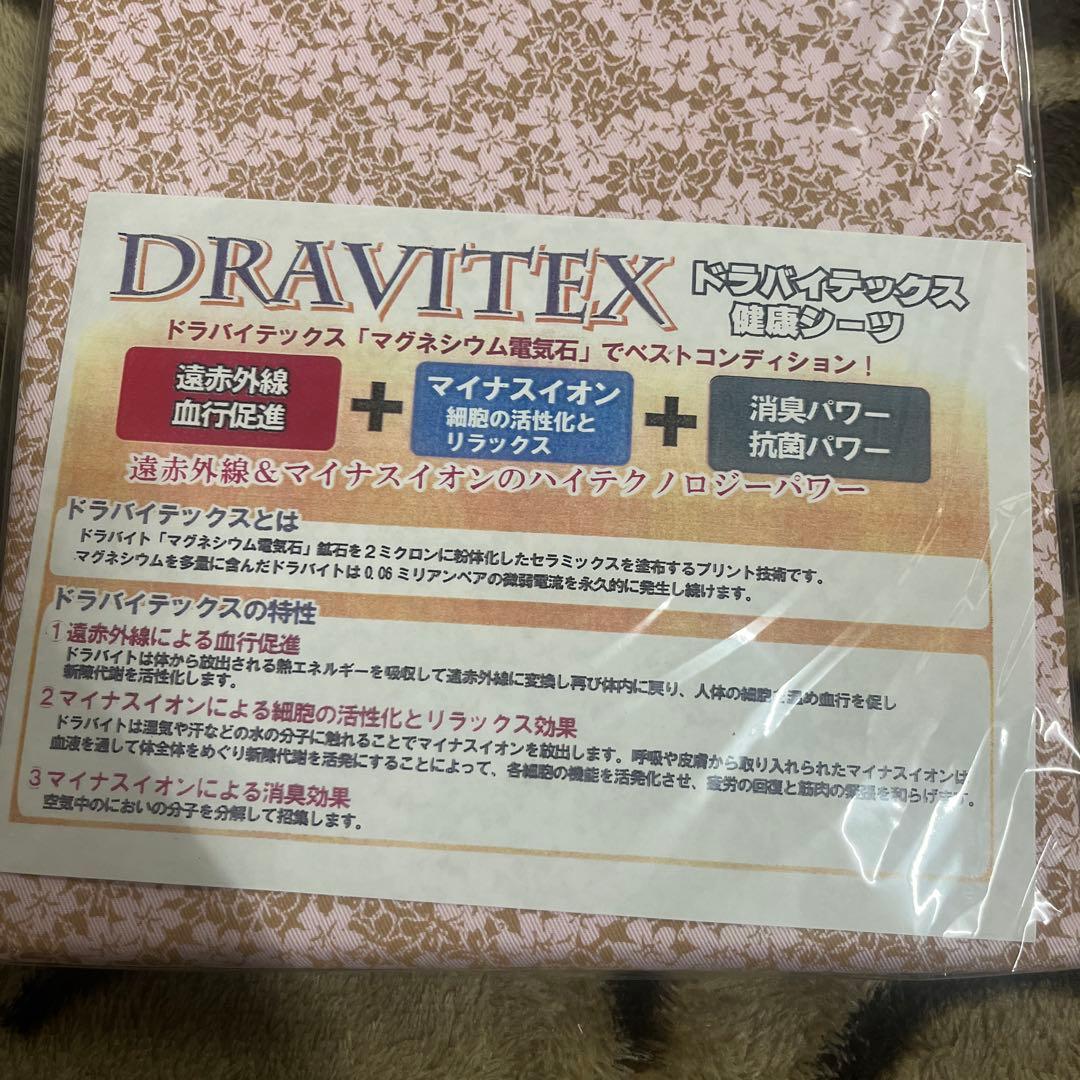 DRAVITEX ドラバイテックス
健康シーツ
ドラバイテックス「マグネシウム電気石」でベストコンディション！
遠赤外線
血行促進
+
マイナスイオン
細胞の活性化と
リラックス
+
消臭パワー
抗菌パワー
遠赤外線＆マイナスイオンのハイテクノロジーパワー
ドラバイテックスとは
ドラバイト「マグネシウム電気石」鉱石を２ミクロンに粉体化したセラミックスを塗布するプリント技術です。
マグネシウムを多量に含んだドラバイトは0.06ミリアンペアの微弱電流を永久的に発生し続けます。
ドラバイテックスの特性
①遠赤外線による血行促進
ドラバイトは体から放出される熱エネルギーを吸収して遠赤外線に変換し再び体内に戻り、人体の細胞を温め血行を促し
新陳代謝を活性化します。
2マイナスイオンによる細胞の活性化とリラックス効果
ドラバイトは湿気や汗などの水の分子に触れることでマイナスイオンを放出します。呼吸や皮膚から取り入れられたマイナスイオンは
血液を通して体全体をめぐり新陳代謝を活発にすることによって、各細胞の機能を活発化させ、疲労の回復と筋肉の緊張を和らげます。
③マイナスイオンによる消臭効果
空気中のにおいの分子を分解して招集します。